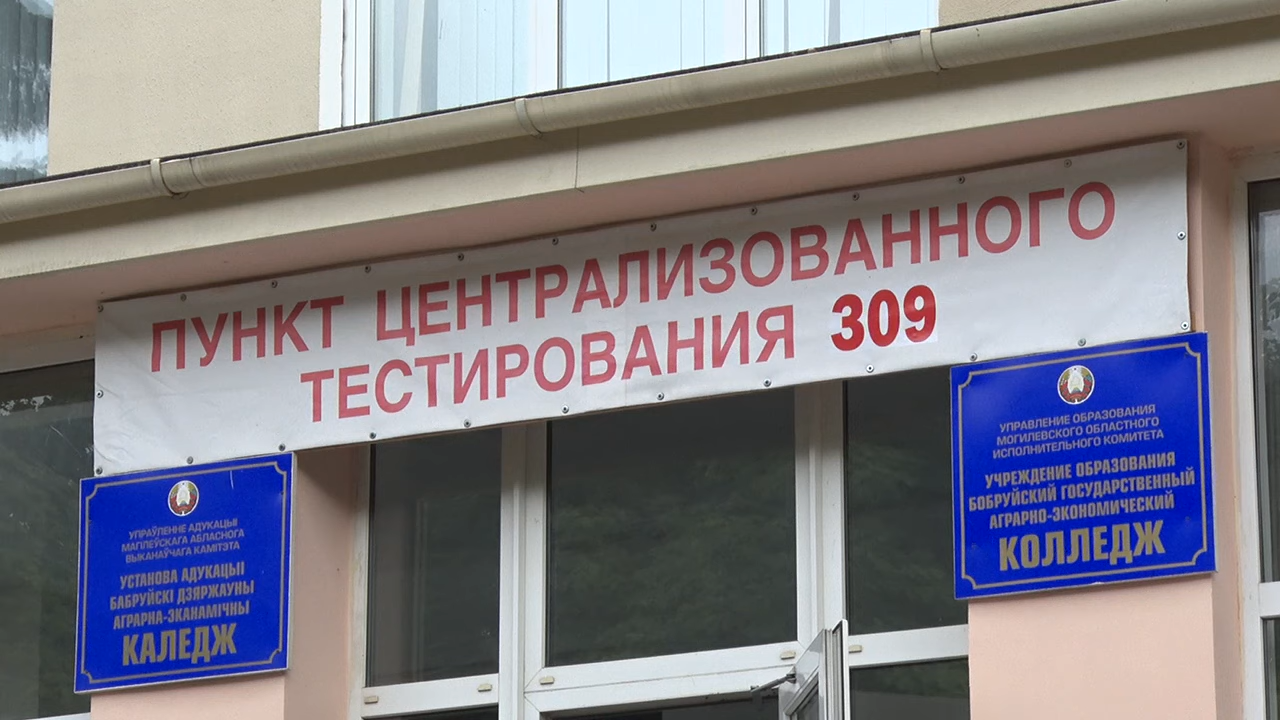 ПУНКТ ЦЕНТРАЛИЗОВАННОГО
ТЕСТИРОВАНИЯ 309
УПРАЎЛЕННЕ АДУКАЦЫІ
МАГІЛЕЎСКАГА АБЛАСНОГА
ВЫКАНАЎЧАГА КАМІТЭТА
УСТАНОВА АДУКАЦЫІ
БАБРУЙСКІ ДЗЯРЖАЎНЫ
АГРАРНА-ЭКАНАМІЧНЫ
КАЛЕДЖ
УПРАВЛЕНИЕ ОБРАЗОВАНИЯ
МОГИЛЕВСКОГО ОБЛАСТНОГО
ИСПОЛНИТЕЛЬНОГО КОМИТЕТА
УЧРЕЖДЕНИЕ ОБРАЗОВАНИЯ
БОБРУЙСКИЙ ГОСУДАРСТВЕННЫЙ
АГРАРНО-ЭКОНОМИЧЕСКИЙ
КОЛЛЕДЖ